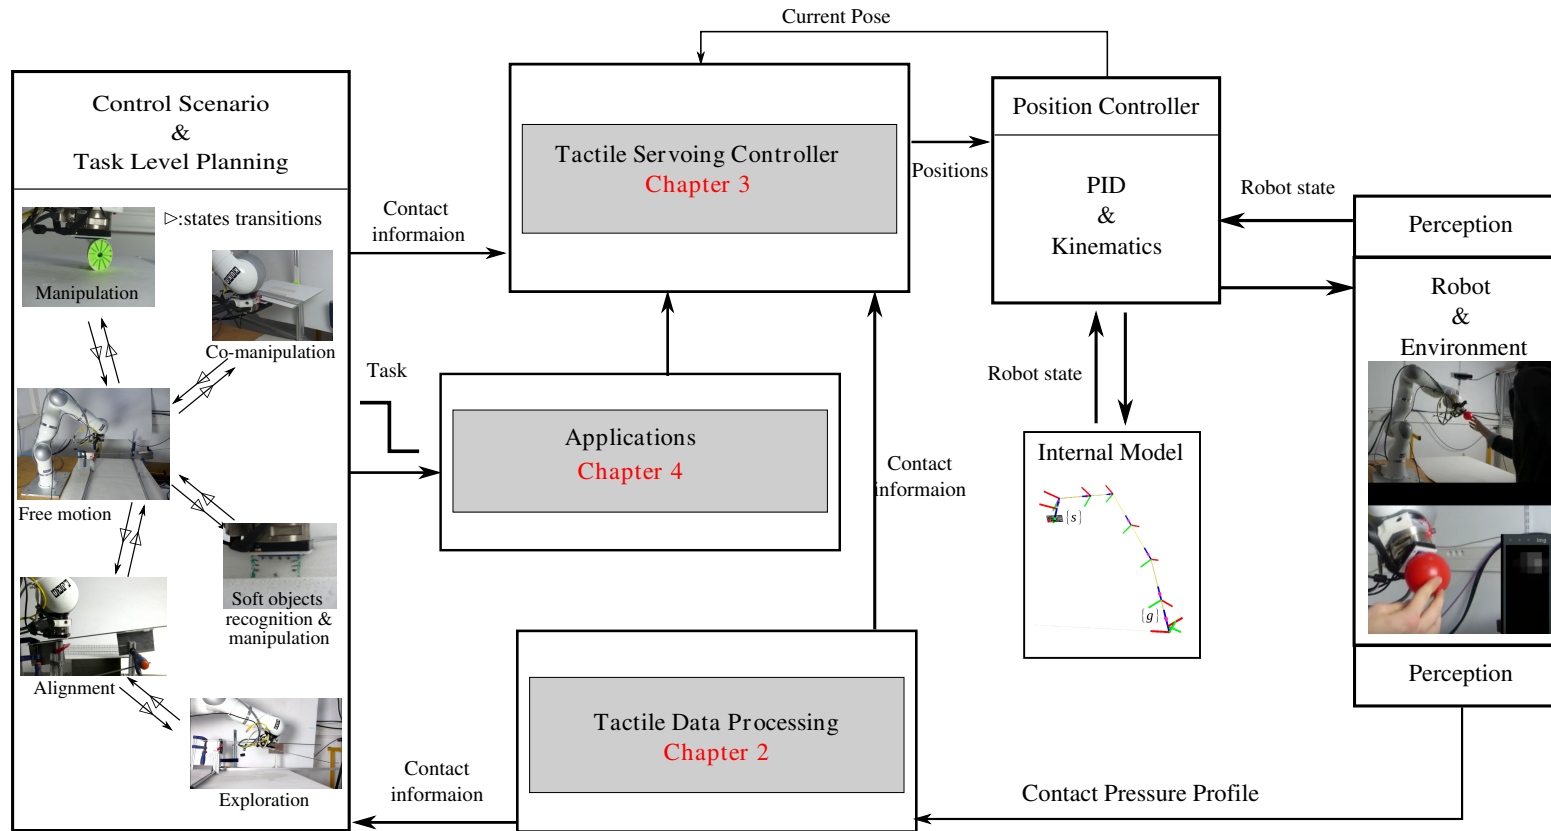 Current Pose
Control Scenario
&
Task Level Planning
▷:states transitions
Manipulation
Co-manipulation
Free motion
Soft objects
recognition &
manipulation
Alignment
Exploration
Contact
informaion
Task
Tactile Servoing Controller
Chapter 3
Applications
Chapter 4
Contact
informaion
Tactile Data Processing
Chapter 2
Contact
informaion
Positions
Position Controller
PID
&
Kinematics
Robot state
Internal Model
{s}
{g}
Robot state
Perception
Robot
&
Environment
Perception
Contact Pressure Profile